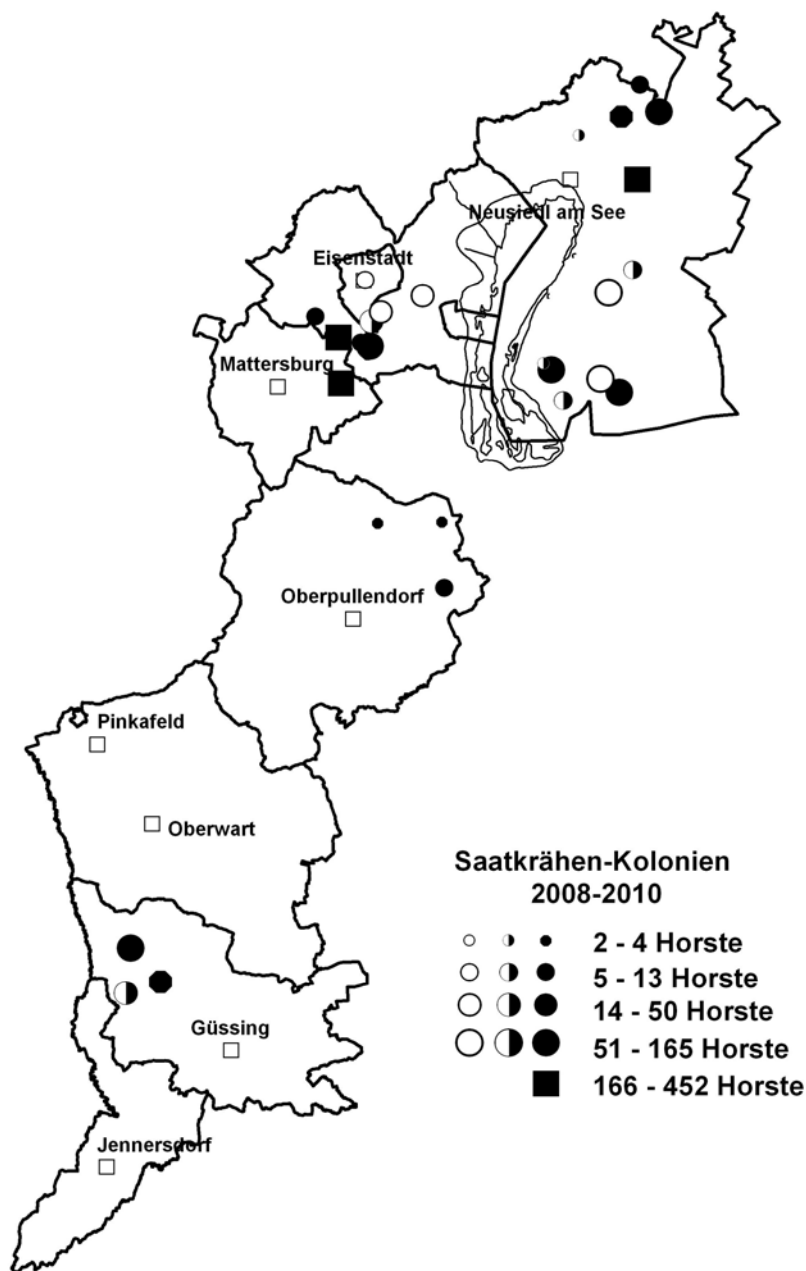 Neusiedl am See
Eisenstadt
Mattersburg
Oberpullendorf
Pinkafeld
Oberwart
Saatkrähen-Kolonien
2008-2010
2 - 4 Horste
5 - 13 Horste
14 - 50 Horste
51 - 165 Horste
166 - 452 Horste
Güssing
Jennersdorf